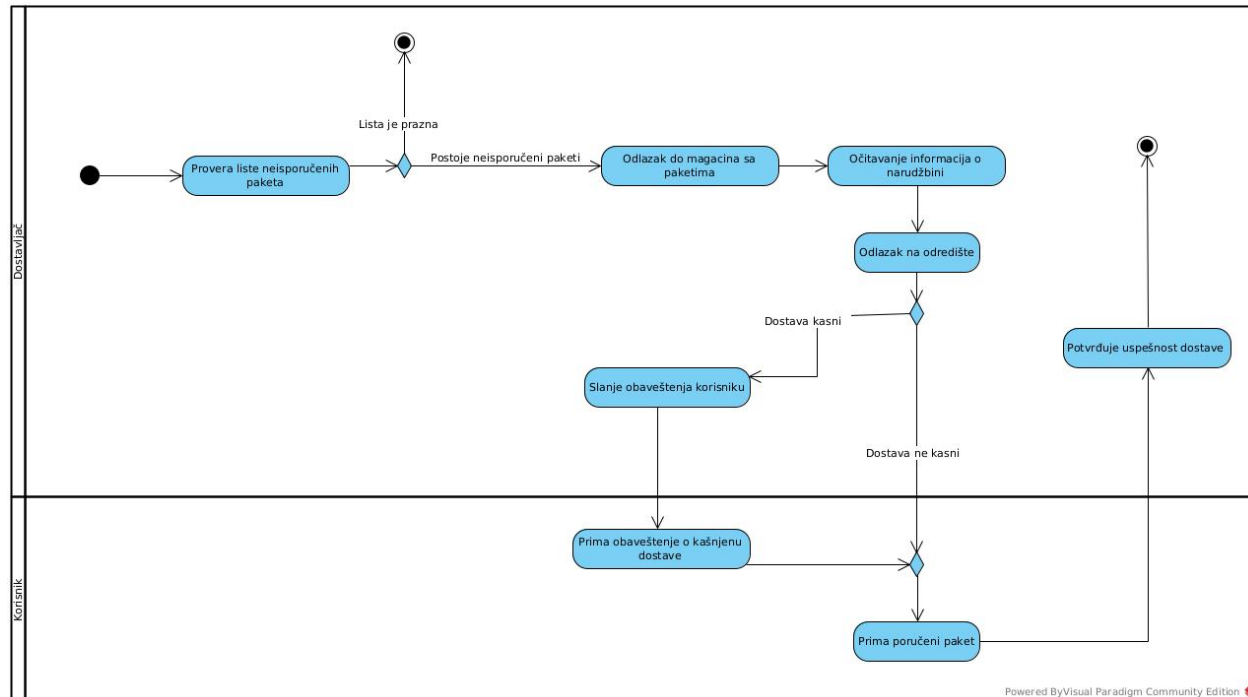 Lista je prazna
Provera liste neisporučenih
paketa
Postoje neisporučeni paketi
Odlazak do magacina sa
paketima
Očitavanje informacija o
narudžbini
Dostavljač
Odlazak na odredište
Dostava kasni
Potvrđuje uspešnost dostave
Slanje obaveštenja korisniku
Dostava ne kasni
Korisnik
Prima obaveštenje o kašnjenu
dostave
Prima poručeni paket
Powered ByVisual Paradigm Community Edition